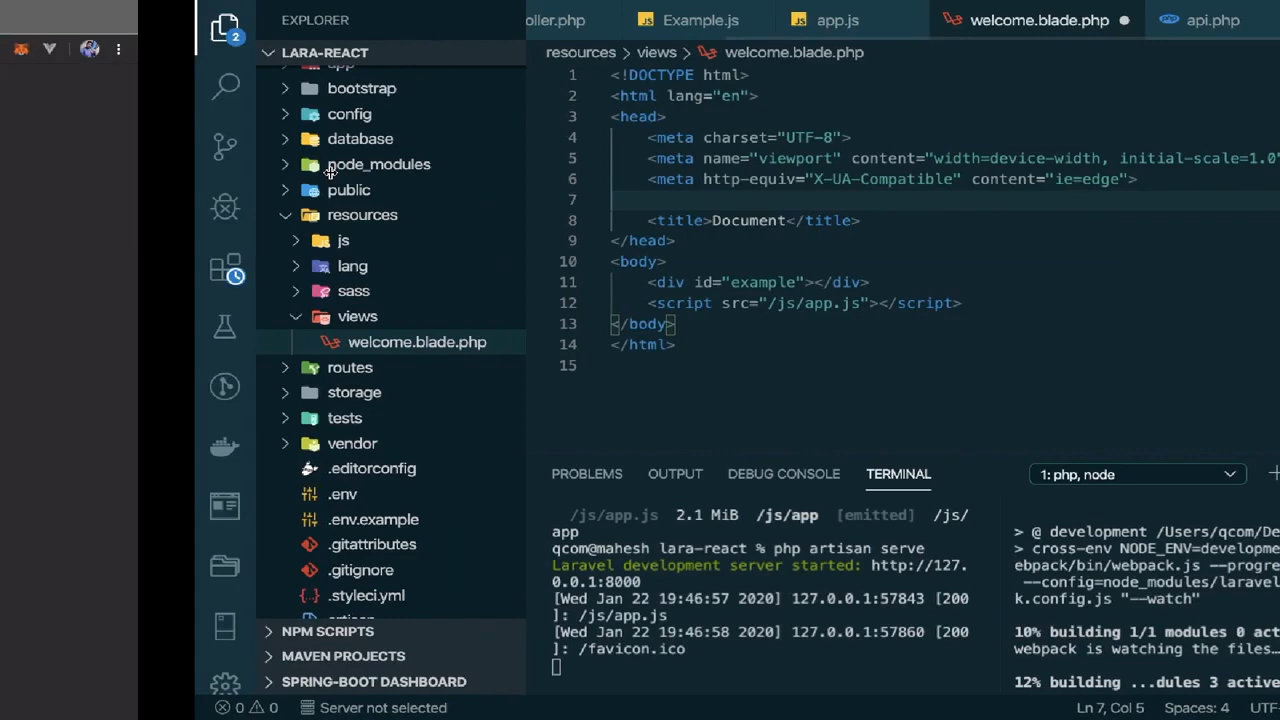 EXPLORER
LARA-REACT
app
bootstrap
config
database
node_modules
public
resources
js
lang
sass
views
welcome.blade.php
routes
storage
tests
vendor
.editorconfig
.env
.env.example
.gitattributes
.gitignore
.styleci.yml
artisan
NPM SCRIPTS
MAVEN PROJECTS
SPRING-BOOT DASHBOARD
2
oller.php
JS Example.js
JS app.js
welcome.blade.php
php api.php
resources > views > welcome.blade.php
1 <!DOCTYPE html>
2 <html lang="en">
3 <head>
4 <meta charset="UTF-8">
5 <meta name="viewport" content="width=device-width, initial-scale=1.0"
6 <meta http-equiv="X-UA-Compatible" content="ie=edge">
7
8 <title>Document</title>
9 </head>
10 <body>
11 <div id="example"></div>
12 <script src="/js/app.js"></script>
13 </body>
14 </html>
15
PROBLEMS OUTPUT DEBUG CONSOLE TERMINAL 1: php, node
/js/app.js 2.1 MiB /js/app [emitted] /js/
app
qcom@mahesh lara-react % php artisan serve
Laravel development server started: http://127.
0.0.1:8000
[Wed Jan 22 19:46:57 2020] 127.0.0.1:57843 [200
]: /js/app.js
[Wed Jan 22 19:46:58 2020] 127.0.0.1:57860 [200
]: /favicon.ico
> @ development /Users/qcom/De
> cross-env NODE_ENV=developme
ebpack/bin/webpack.js --progre
--config=node_modules/laravel
k.config.js "--watch"
10% building 1/1 modules 0 act
webpack is watching the files…
12% building ...dules 3 active
0 0 Server not selected Ln 7, Col 5 Spaces: 4 UTF-